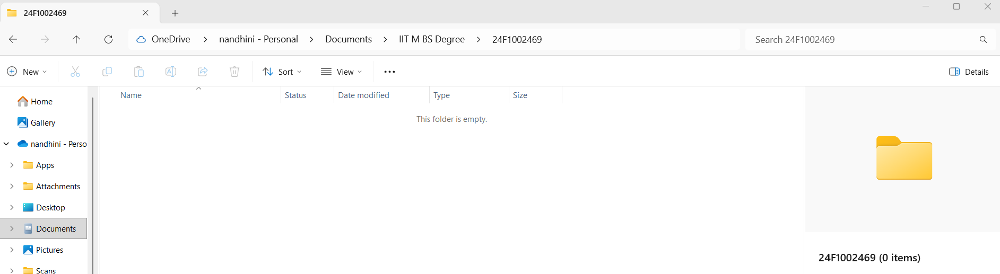 24F1002469
OneDrive > nandhini - Personal > Documents > IIT M BS Degree > 24F1002469
Search 24F1002469
New
Sort
View
Details
Name
Status
Date modified
Type
Size
This folder is empty.
Home
Gallery
nandhini - Perso
Apps
Attachments
Desktop
Documents
Pictures
Scans
24F1002469 (0 items)